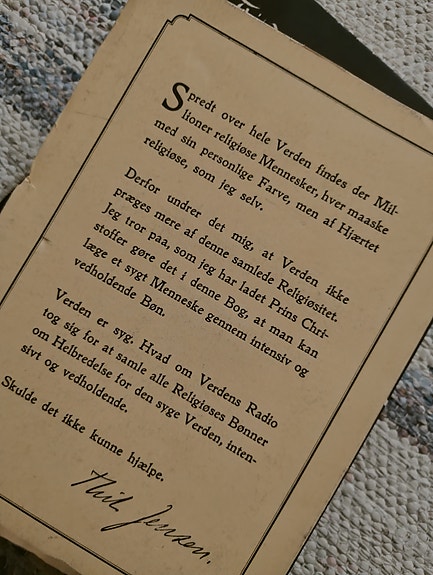 Spredt over hele Verden findes der Mil-
lioner religiøse Mennesker, hver maaske
med sin personlige Farve, men af Hjærtet
religiøse, som jeg selv.
Derfor undrer det mig, at Verden ikke
præges mere af denne samlede Religiøsitet.
Jeg tror paa, som jeg har ladet Prins Chri-
stoffer gøre det i denne Bog, at man kan
læge et sygt Menneske gennem intensiv og
vedholdende Bøn.
Verden er syg. Hvad om Verdens Radio
tog sig for at samle alle Religiøses Bønner
om Helbredelse for den syge Verden, inten-
sivt og vedholdende.
Skulde det ikke kunne hjælpe.
Thit Jensen.